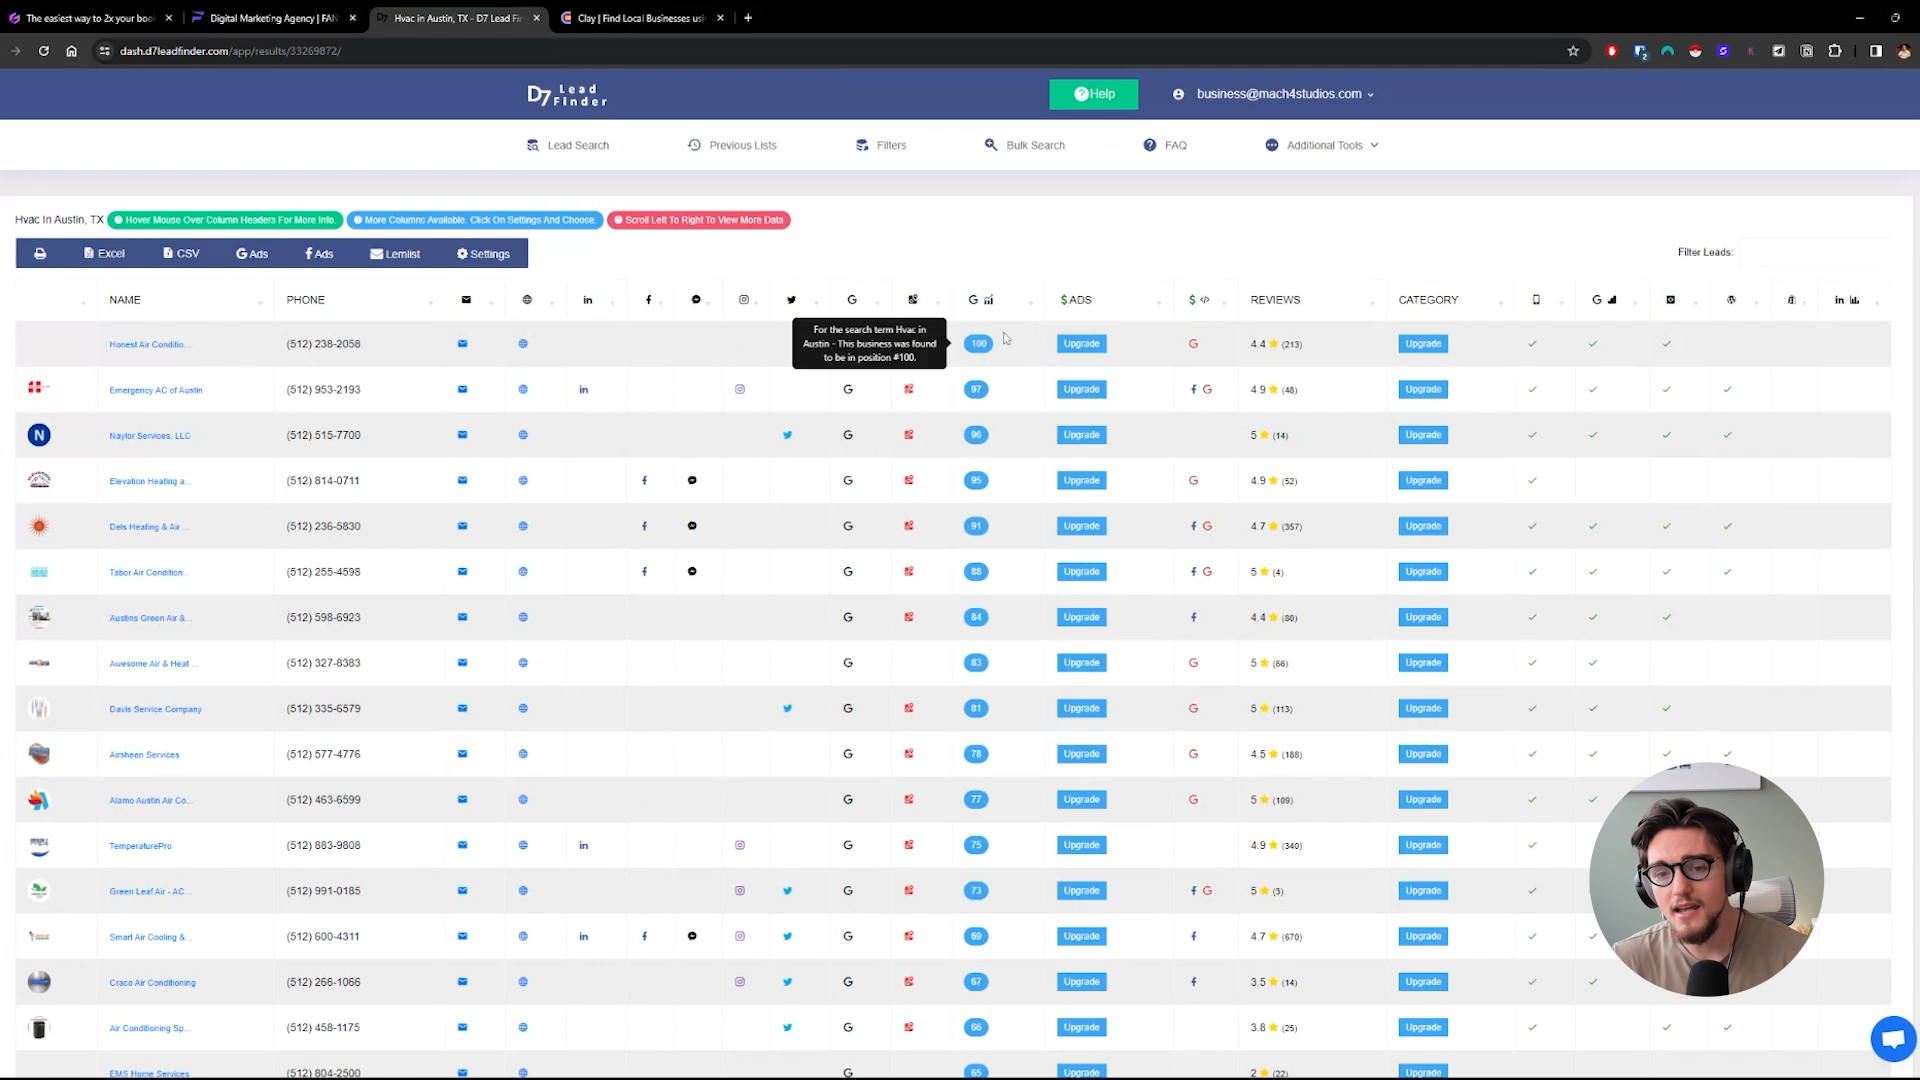 The easiest way to 2x your boo
Digital Marketing Agency | FAN
Hvac in Austin, TX - D7 Lead Fi
Clay | Find Local Businesses usi
dash.d7leadfinder.com/app/results/33269872/
D7 Lead Finder
Help
business@mach4studios.com
Lead Search
Previous Lists
Filters
Bulk Search
FAQ
Additional Tools
Hvac In Austin, TX
Hover Mouse Over Column Headers For More Info.
More Columns Available. Click On Settings And Choose.
Scroll Left To Right To View More Data
Excel
CSV
G Ads
f Ads
Lemlist
Settings
Filter Leads:
NAME PHONE in f G G $ ADS $ </> REVIEWS CATEGORY G in
Honest Air Conditio... (512) 238-2058 100 Upgrade G 4.4 (213) Upgrade
For the search term Hvac in
Austin - This business was found
to be in position #100.
Emergency AC of Austin (512) 953-2193 in G 97 Upgrade f G 4.9 (48) Upgrade
N Naylor Services, LLC (512) 515-7700 G 96 Upgrade 5 (14) Upgrade
Elevation Heating a... (512) 814-0711 f G 95 Upgrade G 4.9 (52) Upgrade
Dels Heating & Air ... (512) 236-5830 f G 91 Upgrade f G 4.7 (357) Upgrade
Tabor Air Condition... (512) 255-4598 f G 88 Upgrade f G 5 (4) Upgrade
Austins Green Air &... (512) 598-6923 G 84 Upgrade f 4.4 (80) Upgrade
Awesome Air & Heat ... (512) 327-8383 G 83 Upgrade G 5 (66) Upgrade
Davis Service Company (512) 335-6579 G 81 Upgrade G 5 (113) Upgrade
Airsheen Services (512) 577-4776 G 78 Upgrade G 4.5 (188) Upgrade
Alamo Austin Air Co... (512) 463-6599 G 77 Upgrade G 5 (109) Upgrade
TemperaturePro (512) 883-9808 in G 75 Upgrade 4.9 (340) Upgrade
Green Leaf Air - AC... (512) 991-0185 G 73 Upgrade f G 5 (3) Upgrade
Smart Air Cooling &... (512) 600-4311 in f G 69 Upgrade f 4.7 (670) Upgrade
Craco Air Conditioning (512) 266-1066 G 67 Upgrade f 3.5 (14) Upgrade
Air Conditioning Sp... (512) 458-1175 G 66 Upgrade 3.8 (25) Upgrade
EMS Home Services (512) 804-2500 G 65 Upgrade 2 (22) Upgrade